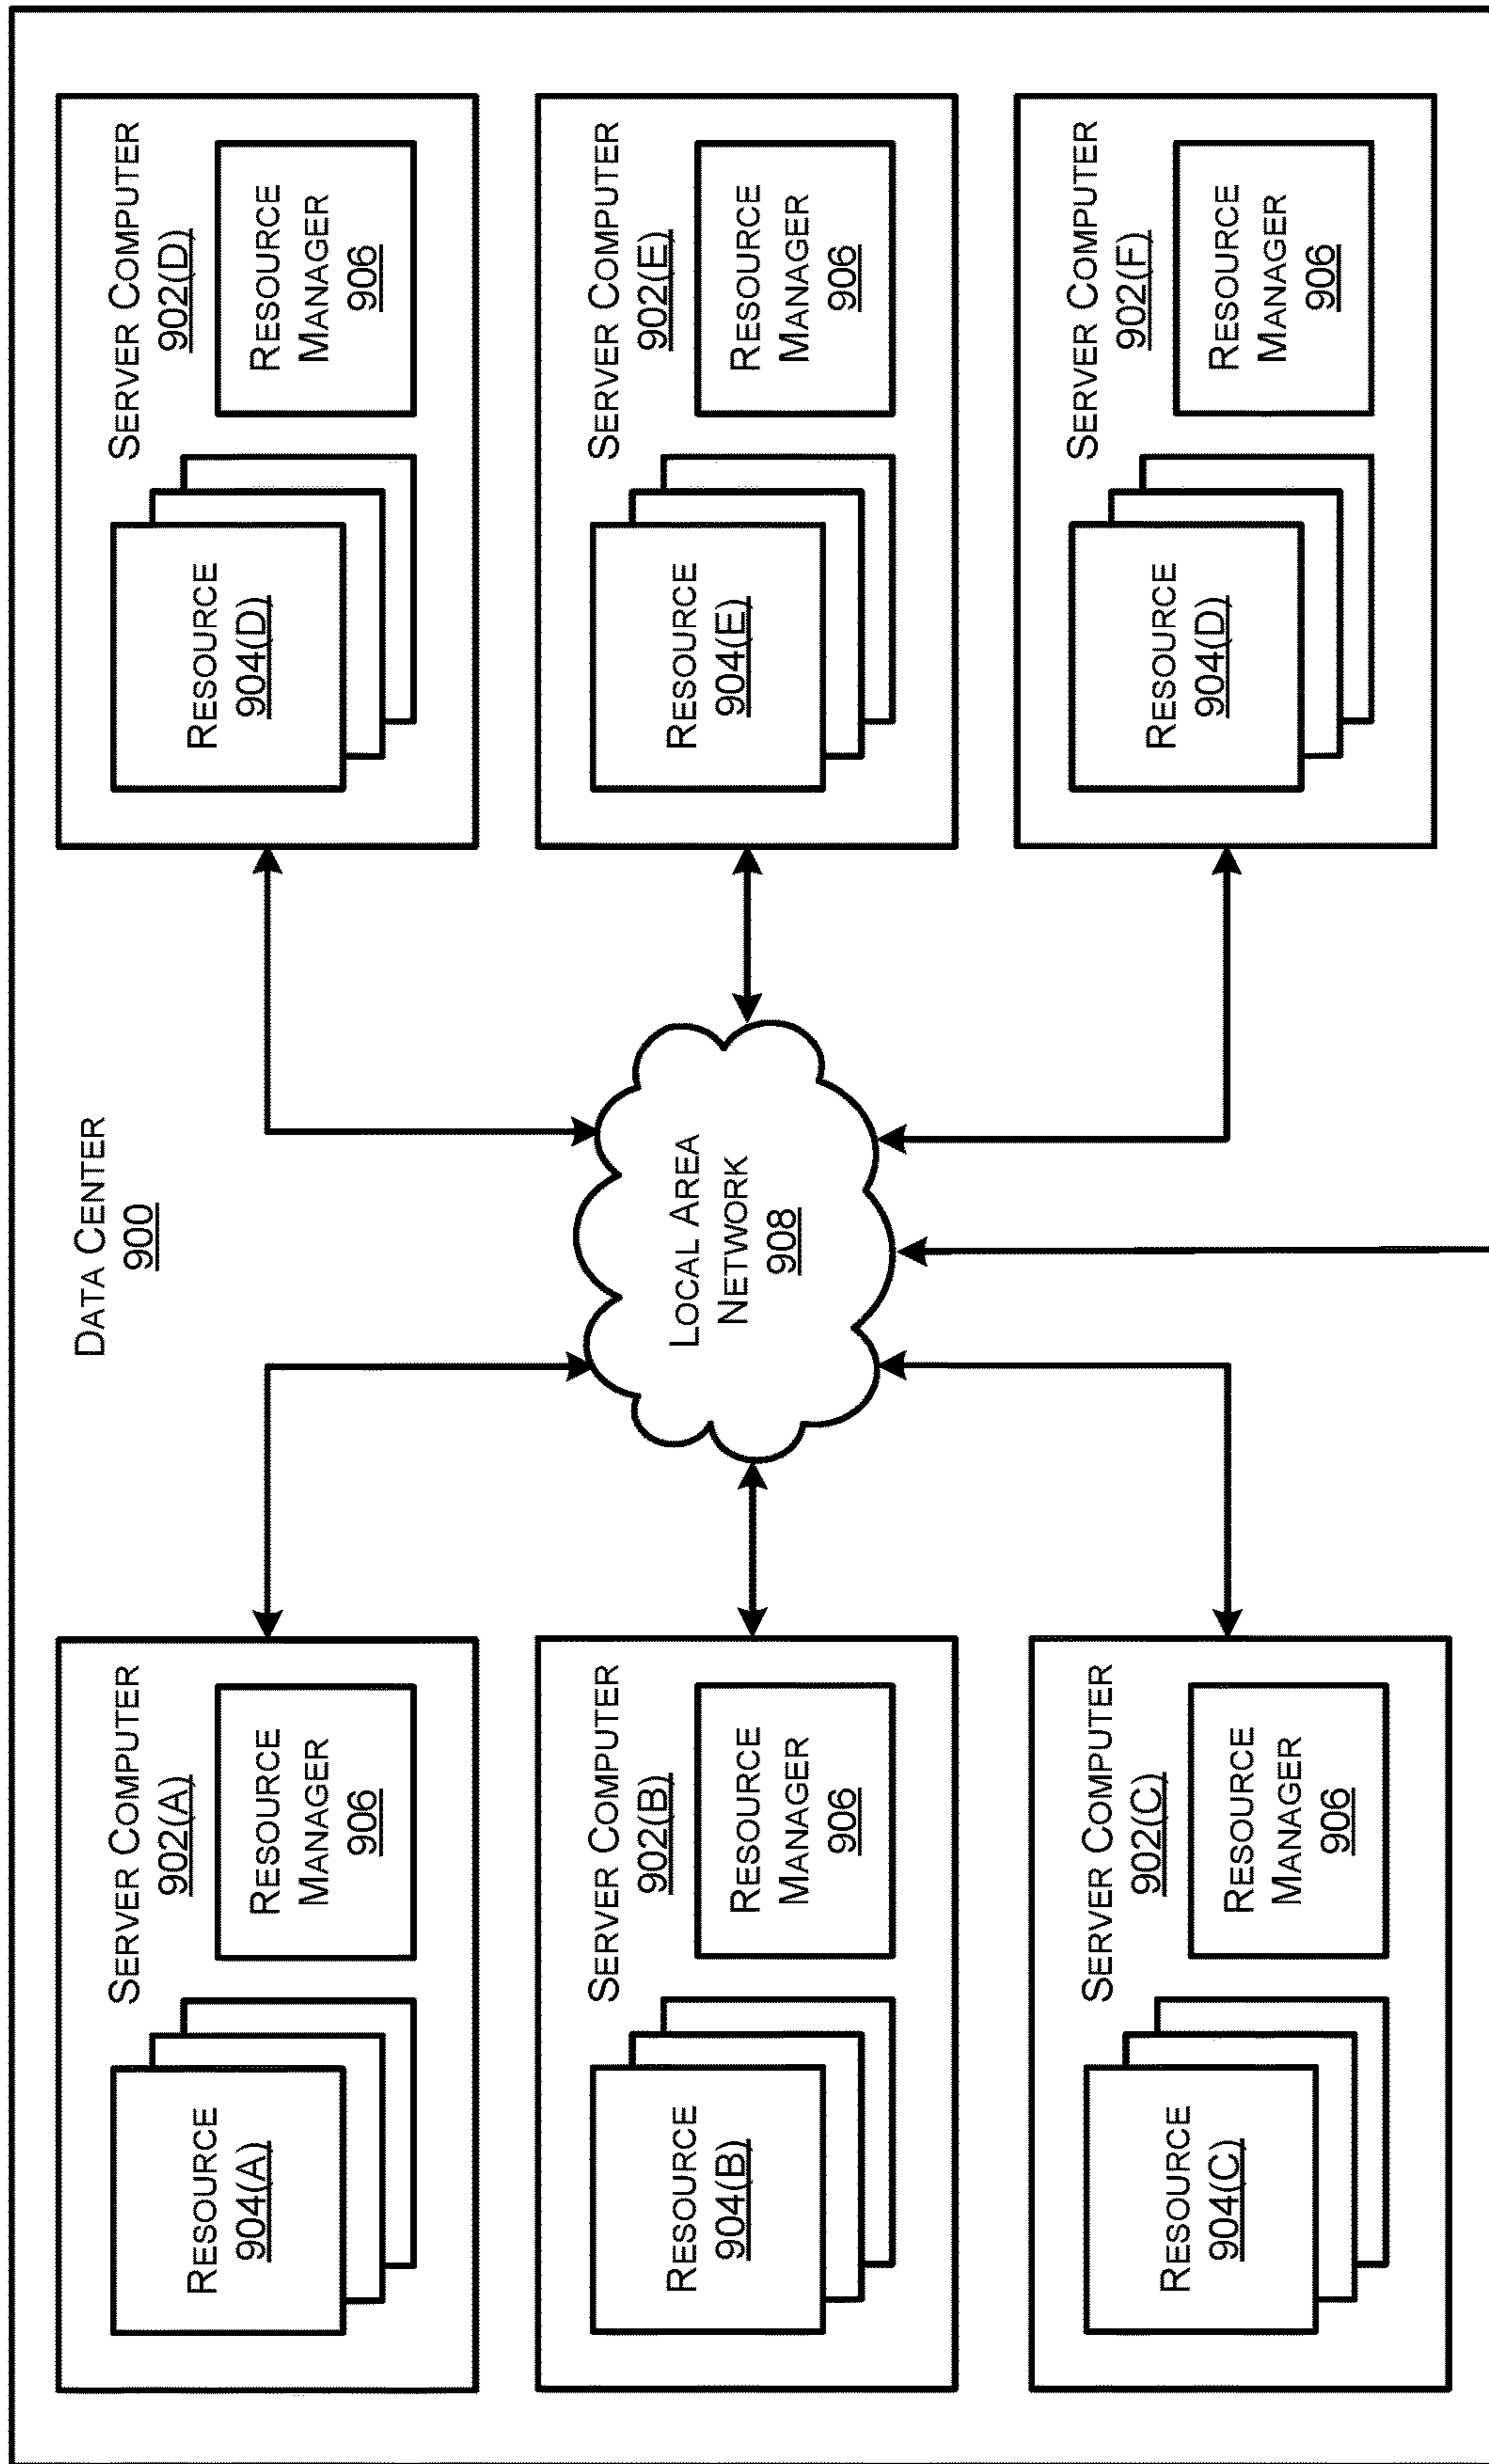 DATA CENTER
900
SERVER COMPUTER
902(A)
RESOURCE
904(A)
RESOURCE
MANAGER
906
SERVER COMPUTER
902(B)
RESOURCE
904(B)
RESOURCE
MANAGER
906
SERVER COMPUTER
902(C)
RESOURCE
904(C)
RESOURCE
MANAGER
906
LOCAL AREA
NETWORK
908
SERVER COMPUTER
902(D)
RESOURCE
904(D)
RESOURCE
MANAGER
906
SERVER COMPUTER
902(E)
RESOURCE
904(E)
RESOURCE
MANAGER
906
SERVER COMPUTER
902(F)
RESOURCE
904(D)
RESOURCE
MANAGER
906